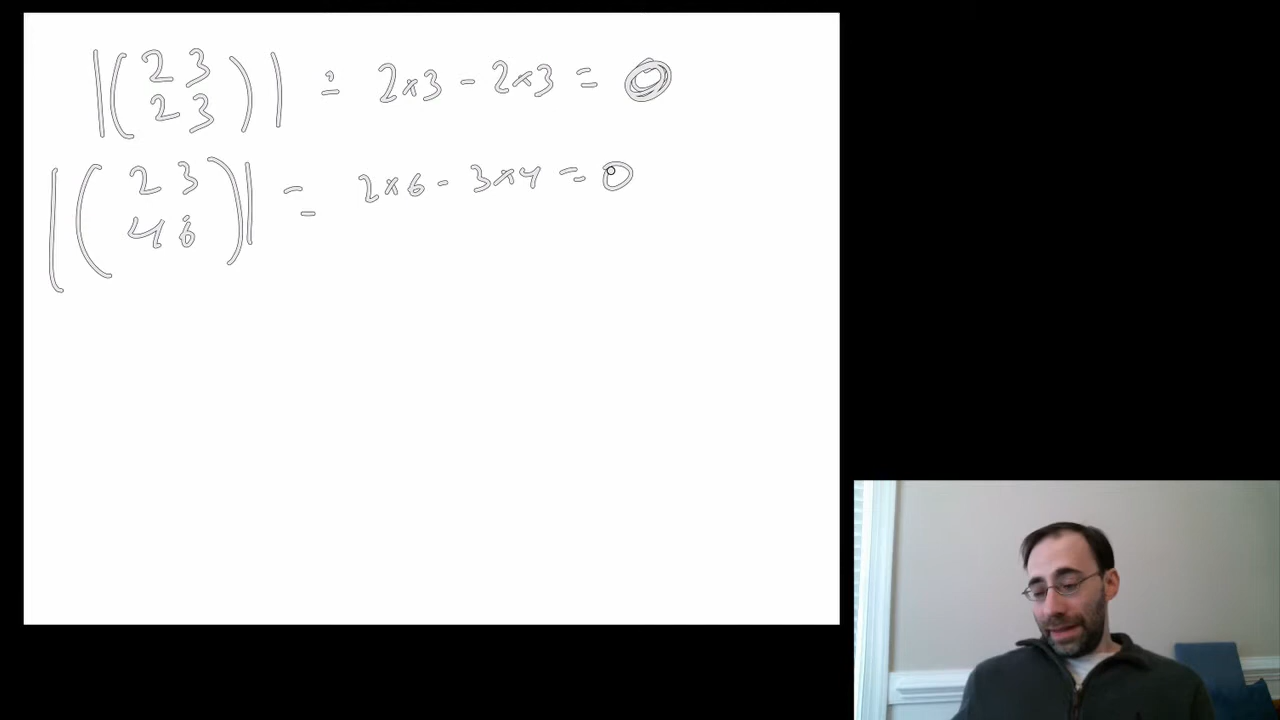 |( 2 3 )| = 2×3 - 2×3 = 0
2 3
|( 2 3 )| = 2×6 - 3×4 = 0
4 6